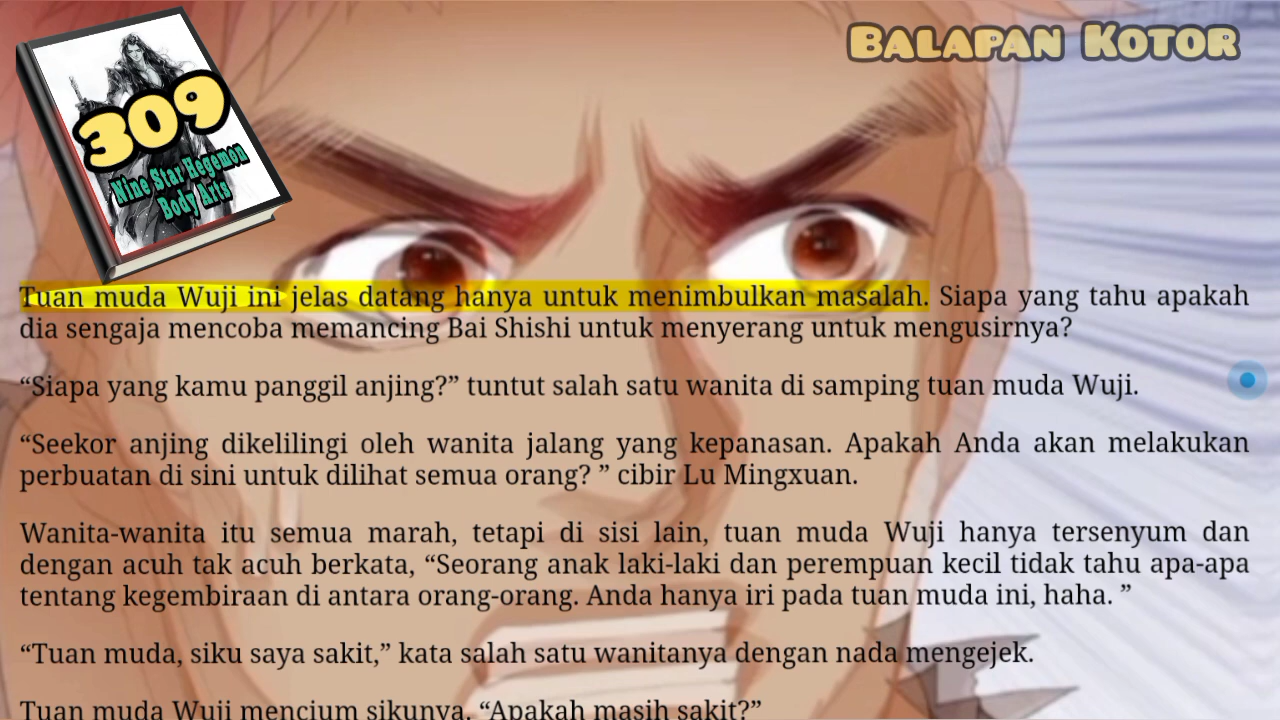 Balapan Kotor
309
Nine Star Hegemon
Body Arts
Tuan muda Wuji ini jelas datang hanya untuk menimbulkan masalah. Siapa yang tahu apakah
dia sengaja mencoba memancing Bai Shishi untuk menyerang untuk mengusirnya?
“Siapa yang kamu panggil anjing?” tuntut salah satu wanita di samping tuan muda Wuji.
“Seekor anjing dikelilingi oleh wanita jalang yang kepanasan. Apakah Anda akan melakukan
perbuatan di sini untuk dilihat semua orang? ” cibir Lu Mingxuan.
Wanita-wanita itu semua marah, tetapi di sisi lain, tuan muda Wuji hanya tersenyum dan
dengan acuh tak acuh berkata, “Seorang anak laki-laki dan perempuan kecil tidak tahu apa-apa
tentang kegembiraan di antara orang-orang. Anda hanya iri pada tuan muda ini, haha. ”
“Tuan muda, siku saya sakit,” kata salah satu wanitanya dengan nada mengejek.
Tuan muda Wuji mencium sikunya. “Apakah masih sakit?”